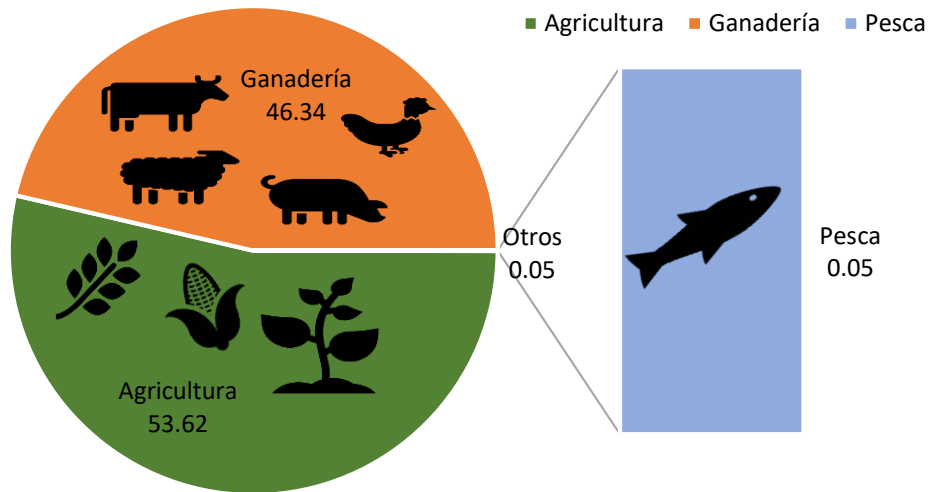 Agricultura Ganadería Pesca
Ganadería
46.34
Otros
0.05
Pesca
0.05
Agricultura
53.62